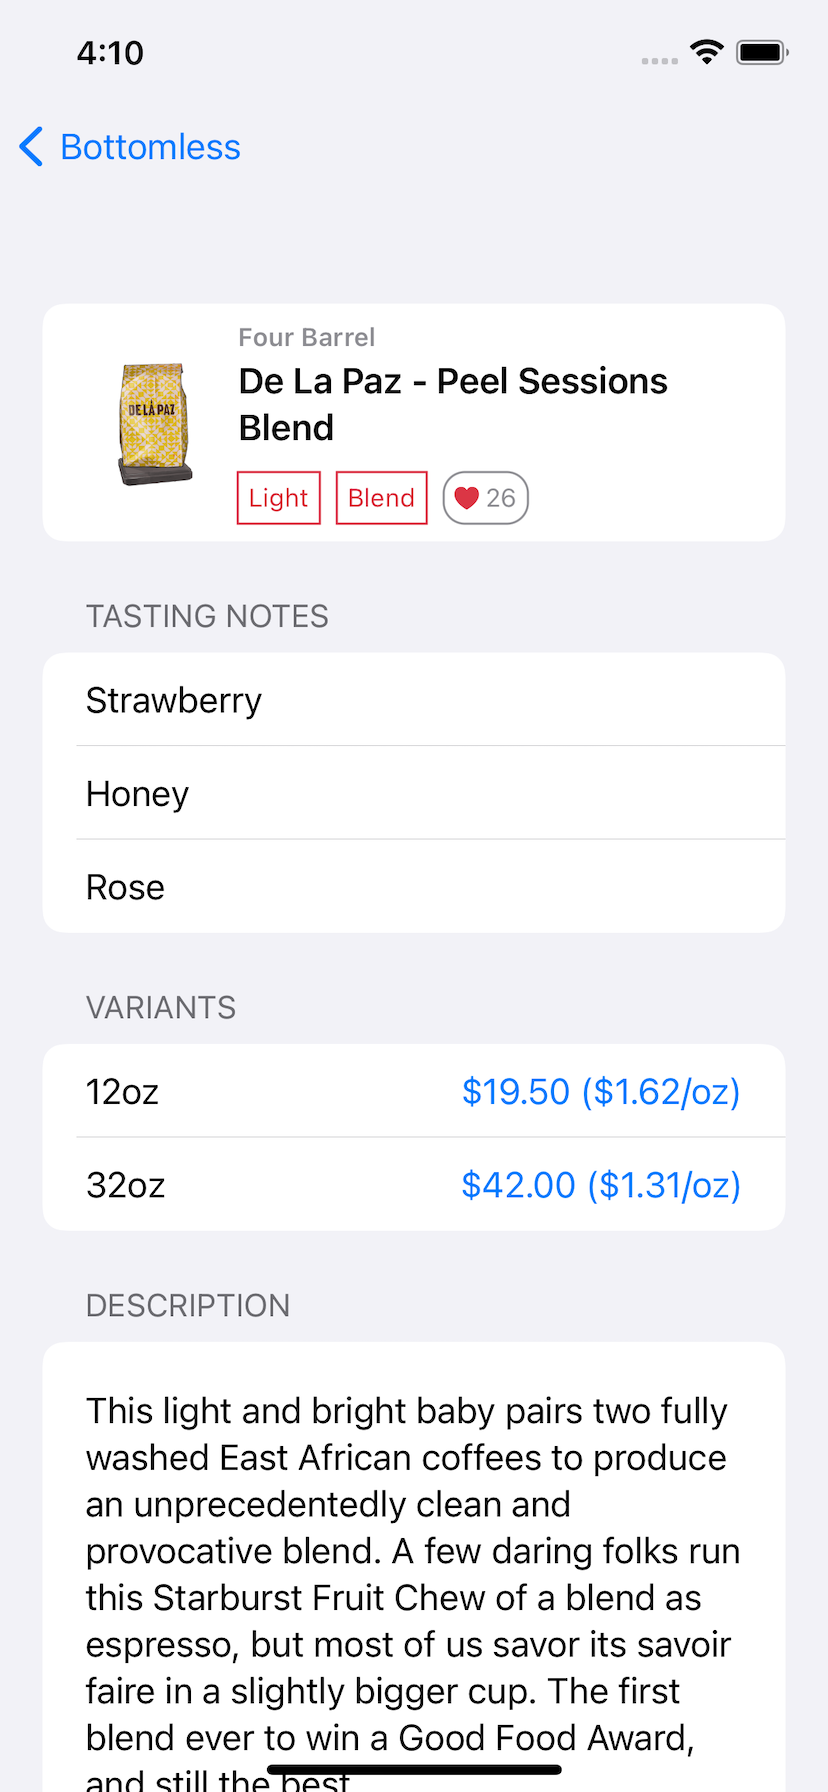 4:10
Bottomless
Four Barrel
De La Paz - Peel Sessions
Blend
DE LA PAZ
Light
Blend
26
TASTING NOTES
Strawberry
Honey
Rose
VARIANTS
12oz $19.50 ($1.62/oz)
32oz $42.00 ($1.31/oz)
DESCRIPTION
This light and bright baby pairs two fully
washed East African coffees to produce
an unprecedentedly clean and
provocative blend. A few daring folks run
this Starburst Fruit Chew of a blend as
espresso, but most of us savor its savoir
faire in a slightly bigger cup. The first
blend ever to win a Good Food Award,
and still the best